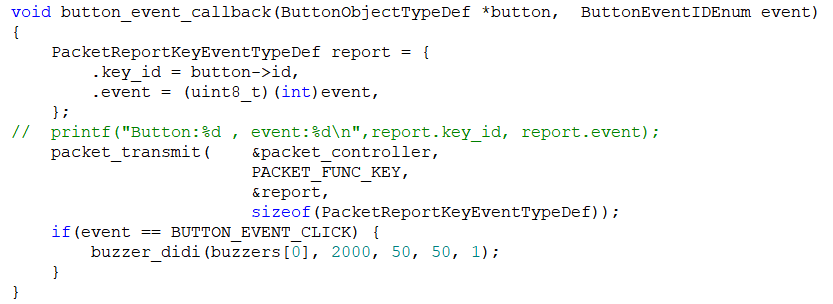 void button_event_callback(ButtonObjectTypeDef *button,  ButtonEventIDEnum event)
{
    PacketReportKeyEventTypeDef report = {
        .key_id = button->id,
        .event = (uint8_t)(int)event,
    };
//  printf("Button:%d , event:%d\n",report.key_id, report.event);
    packet_transmit(    &packet_controller,
                        PACKET_FUNC_KEY,
                        &report,
                        sizeof(PacketReportKeyEventTypeDef));
    if(event == BUTTON_EVENT_CLICK) {
        buzzer_didi(buzzers[0], 2000, 50, 50, 1);
    }
}